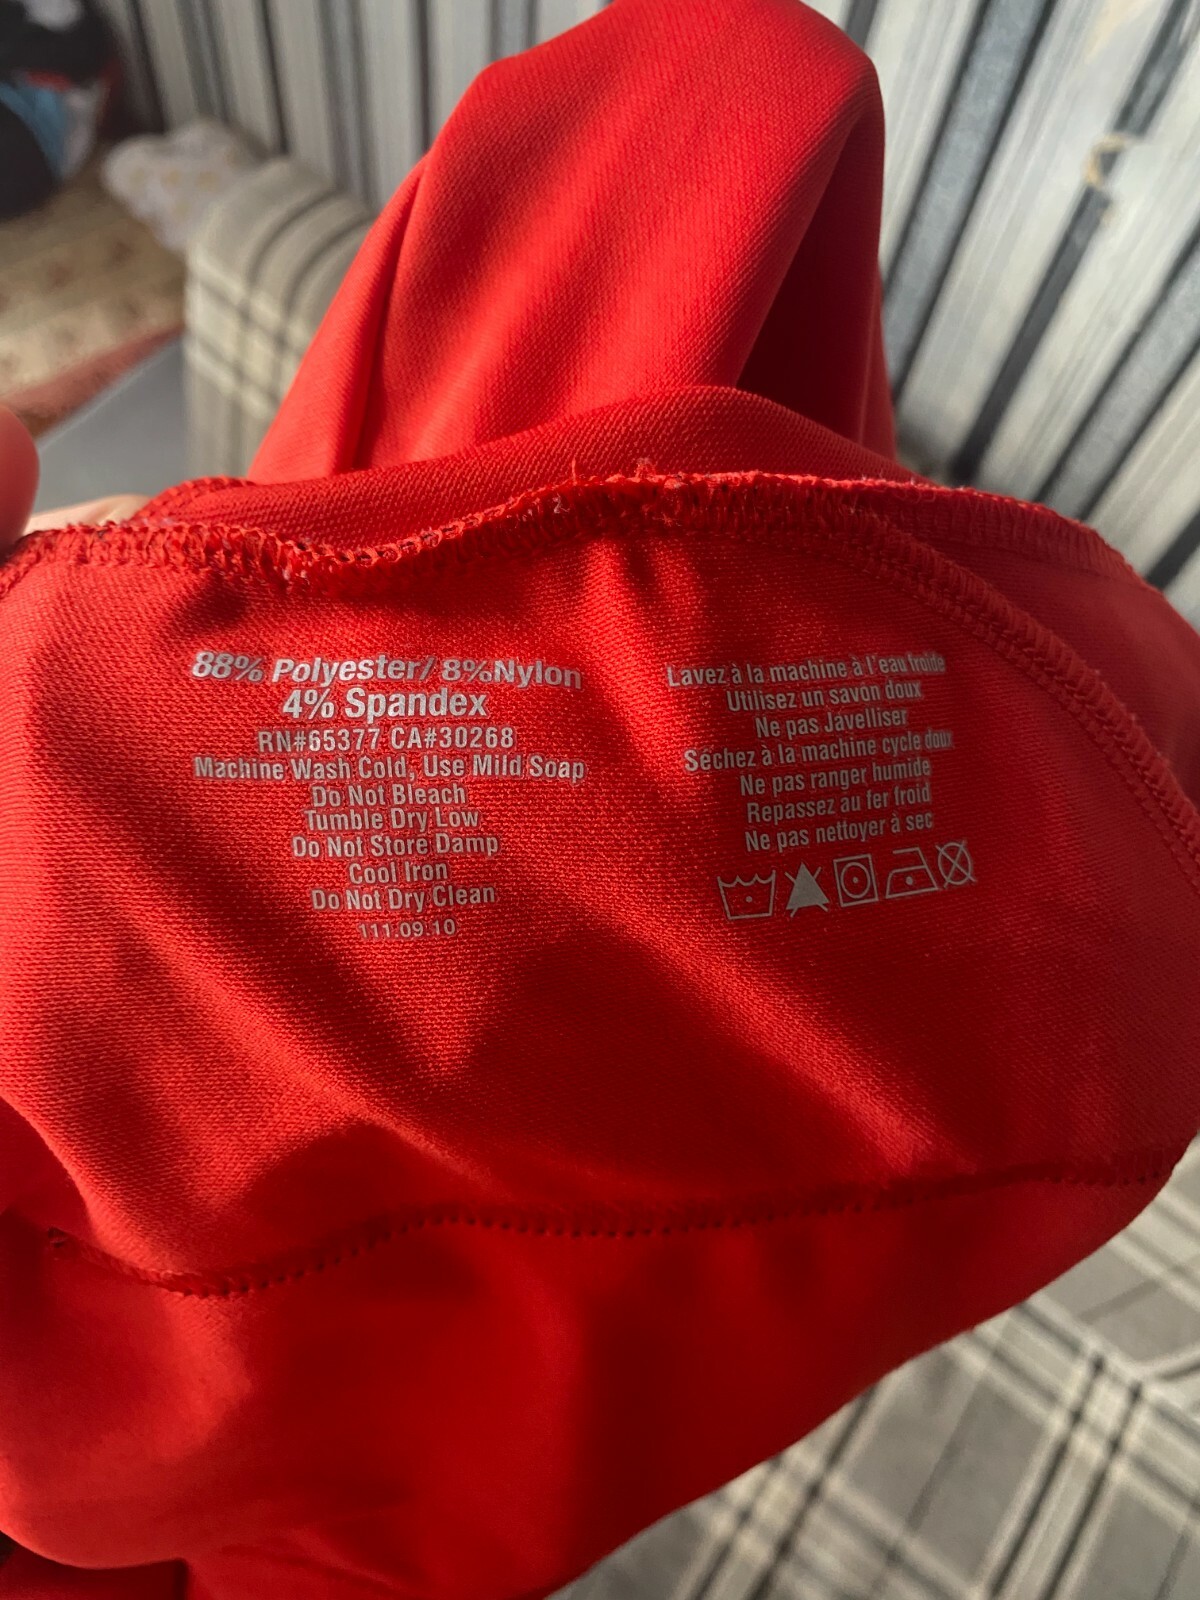 88% Polyester/ 8%Nylon
4% Spandex
RN#65377 CA#30268
Machine Wash Cold, Use Mild Soap
Do Not Bleach
Tumble Dry Low
Do Not Store Damp
Cool Iron
Do Not Dry Clean
111.09.10
Lavez à la machine à l'eau froide
Utilisez un savon doux
Ne pas Jávelliser
Séchez à la machine cycle doux
Ne pas ranger humide
Repassez au fer froid
Ne pas nettoyer à sec